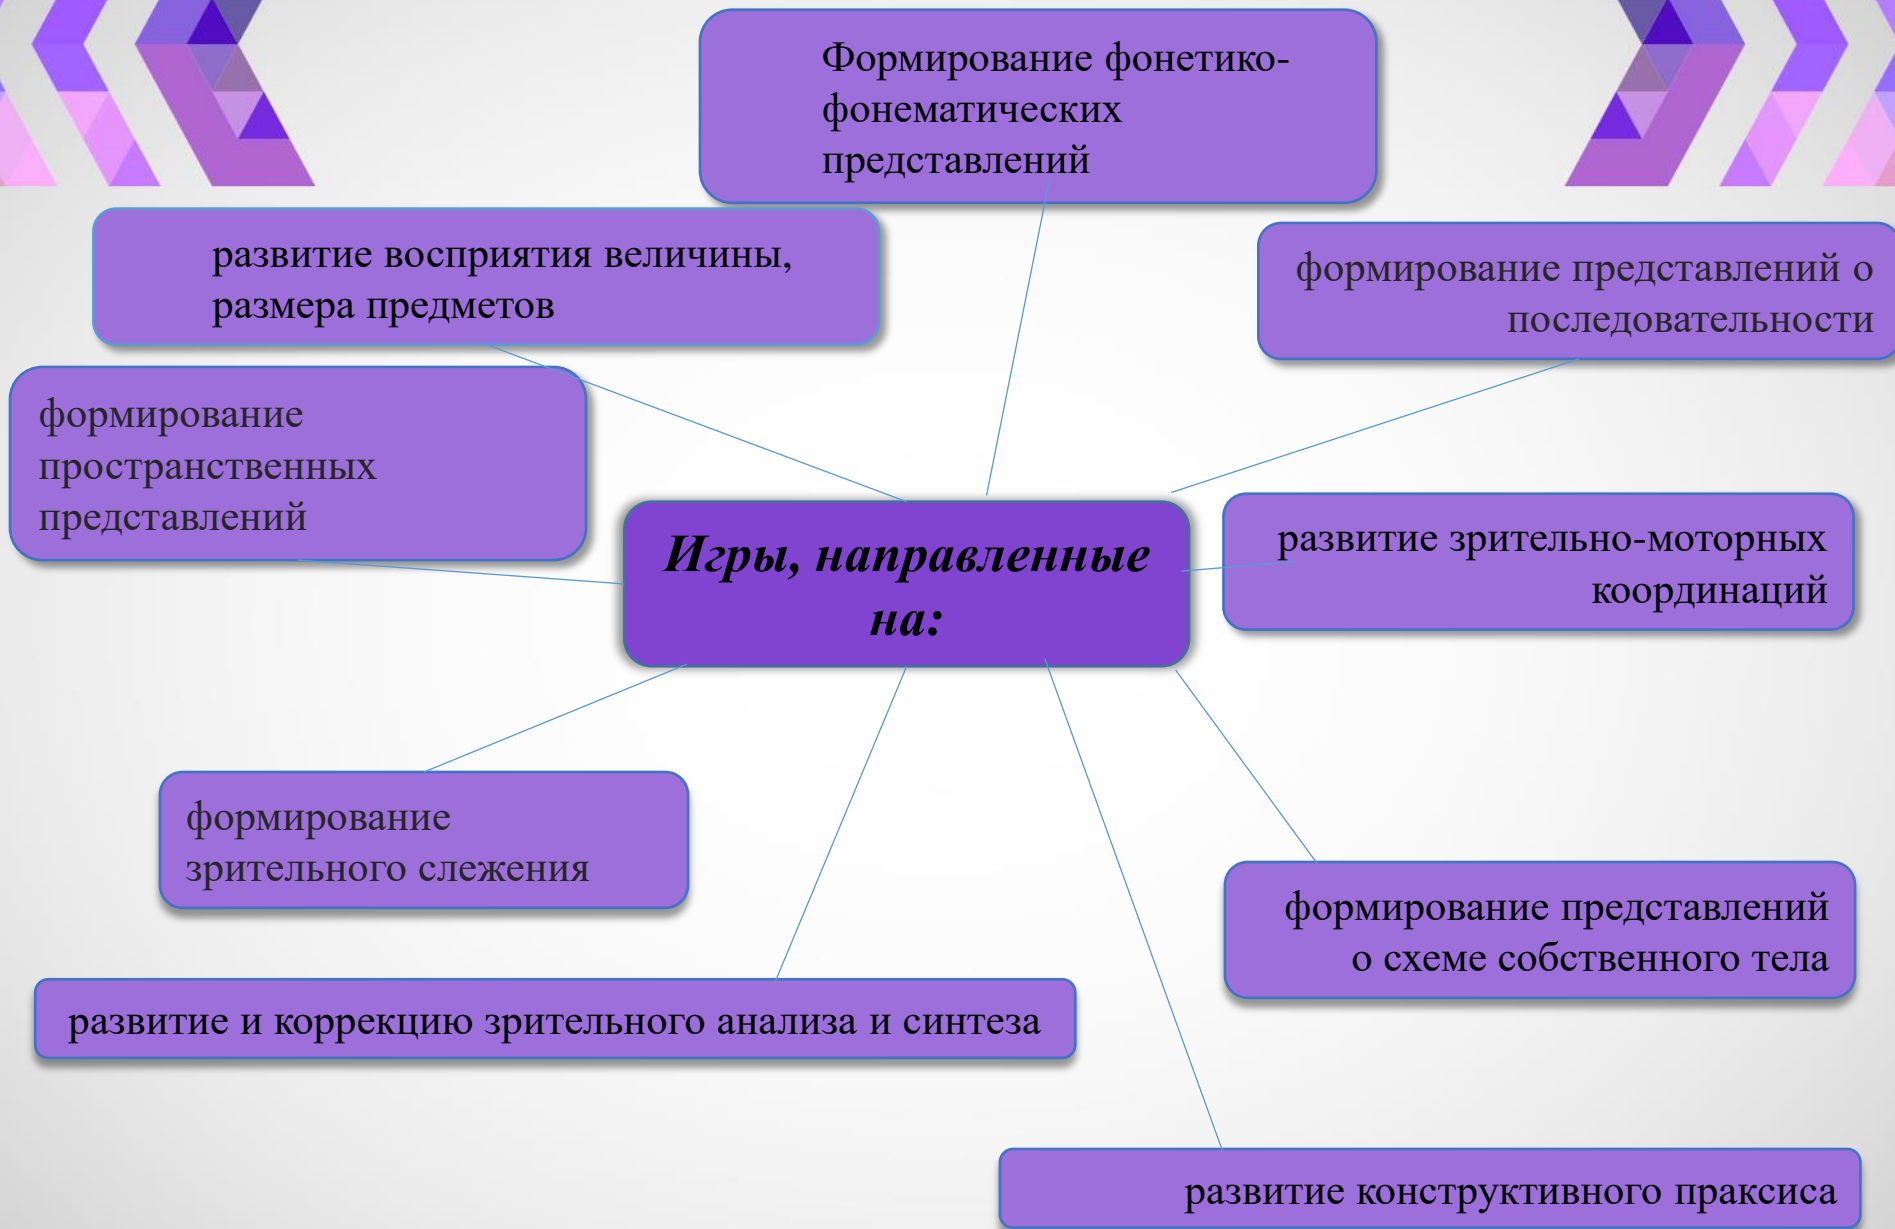 Формирование фонетико-
фонематических
представлений
развитие восприятия величины,
размера предметов
формирование представлений о
последовательности
формирование
пространственных
представлений
Игры, направленные
на:
развитие зрительно-моторных
координаций
формирование
зрительного слежения
формирование представлений
о схеме собственного тела
развитие и коррекцию зрительного анализа и синтеза
развитие конструктивного праксиса